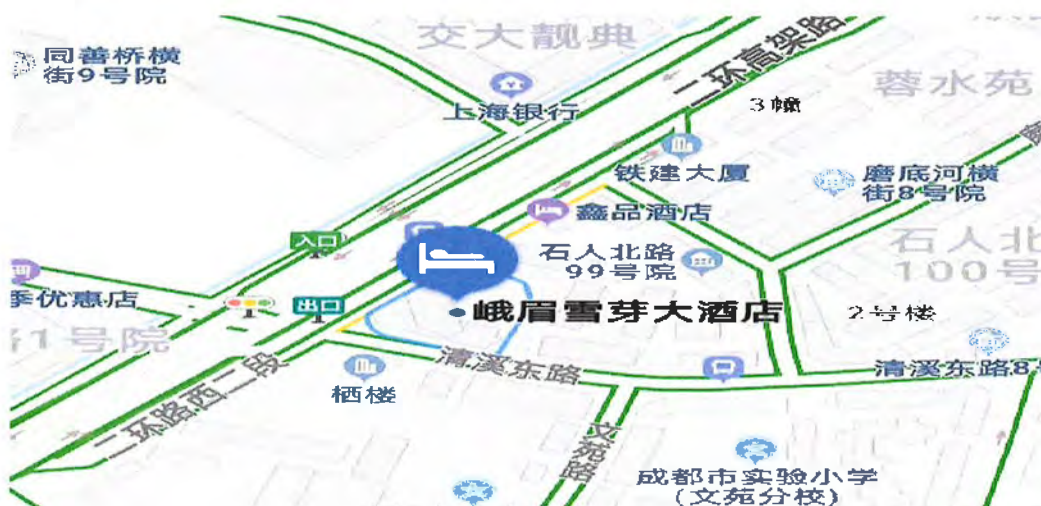 交大靓典
同善桥横
街9号院
二环高架路
蓉水苑
上海银行
3幢
铁建大厦
磨底河横
街8号院
鑫品酒店
入口
石人北路
99号院
石人北
100号
季优惠店
出口
峨眉雪芽大酒店
2号楼
路1号院
清溪东路
清溪东路8号
栖楼
二环路西二段
文苑路
成都市实验小学
(文苑分校)